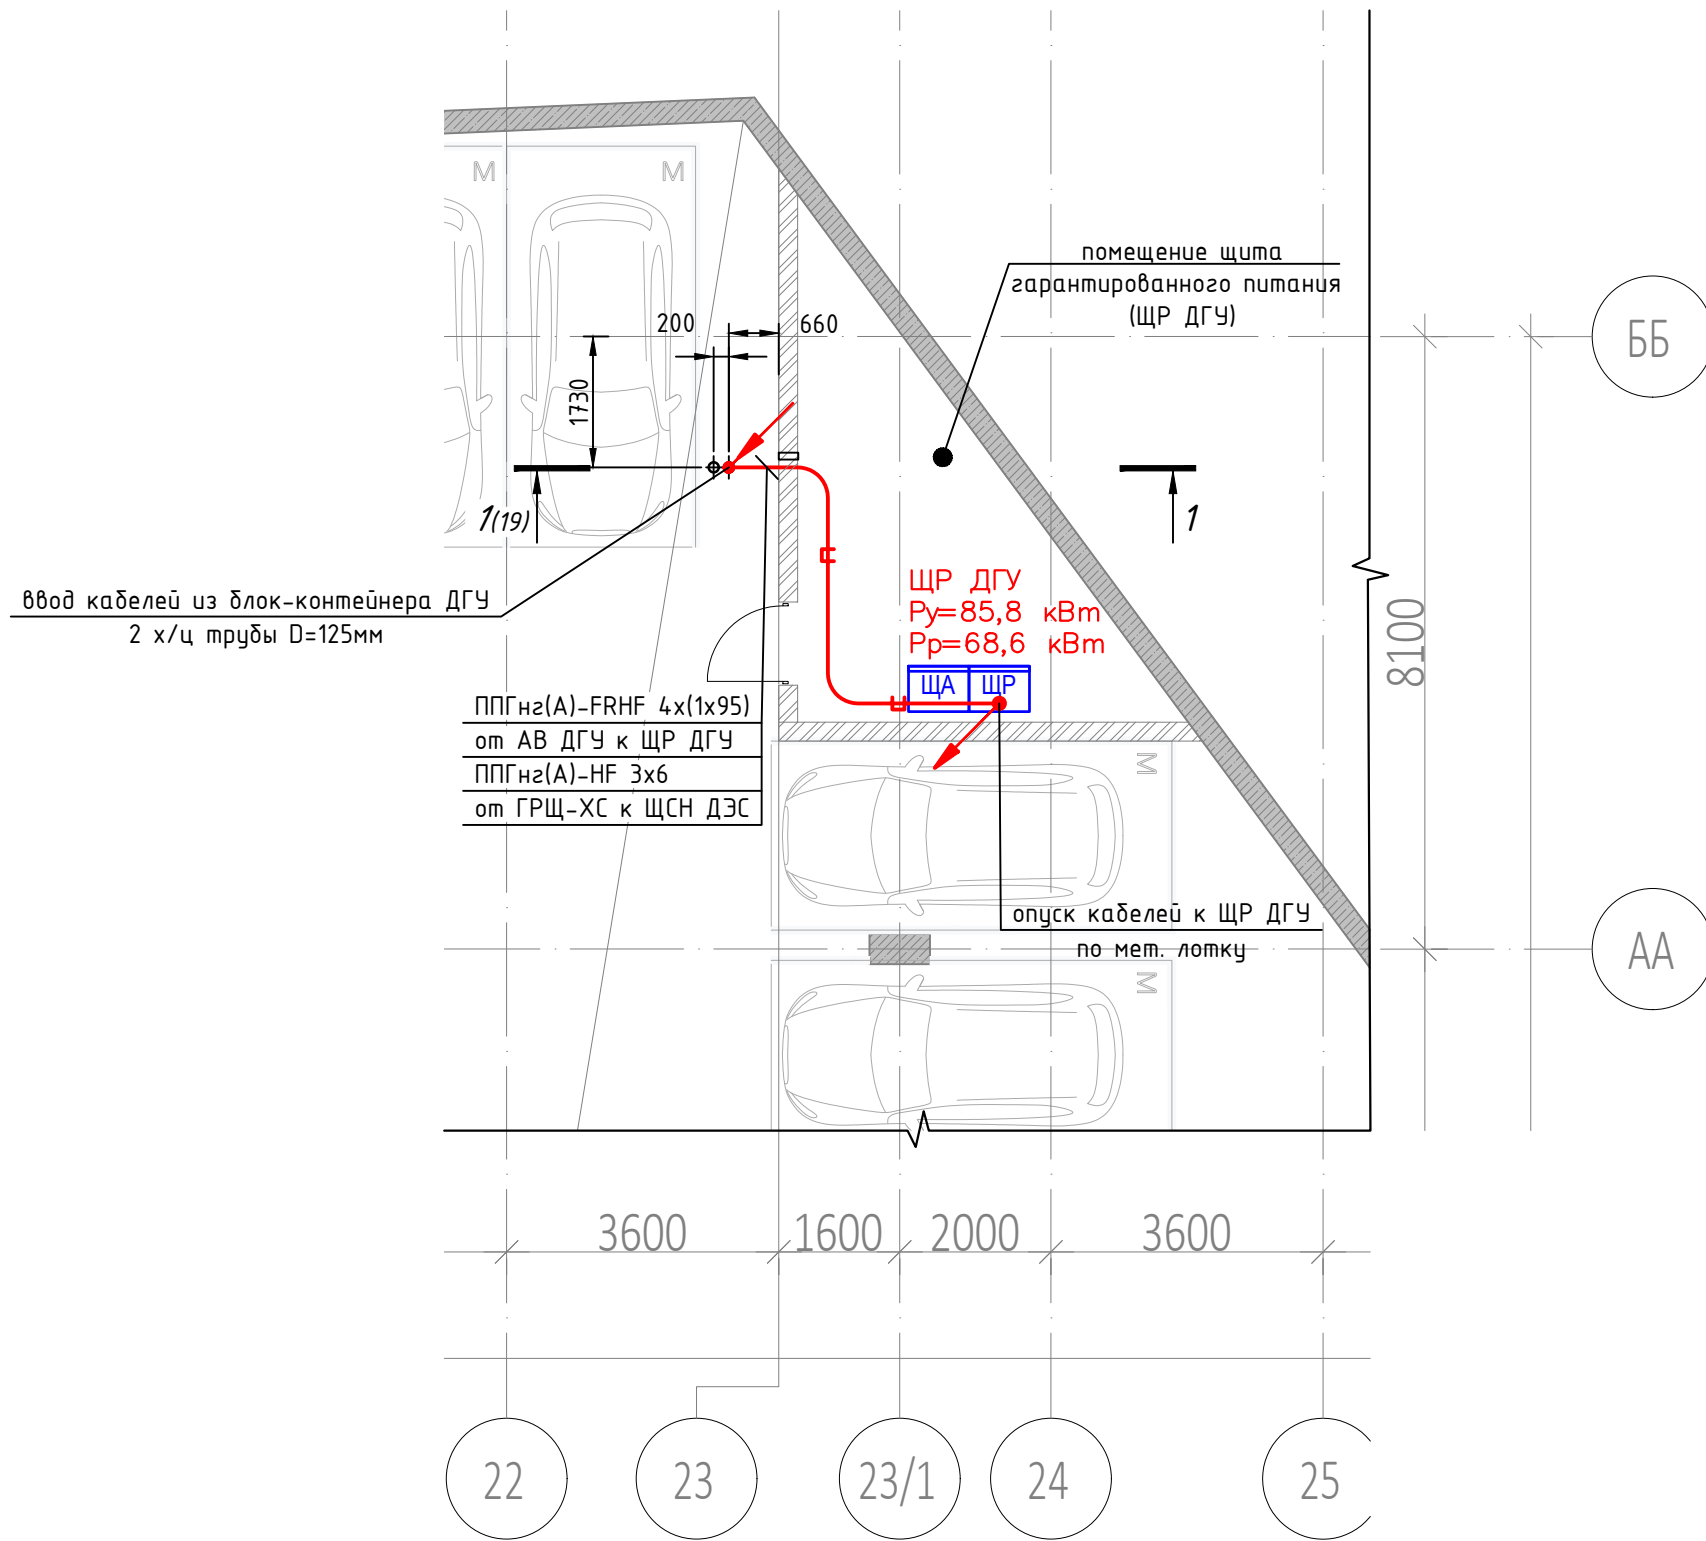 M
M
помещение щита
гарантированного питания
(ЩР ДГУ)
200
660
ББ
1730
1(19)
1
ввод кабелей из блок-контейнера ДГУ
2 х/ц трубы D=125мм
ЩР ДГУ
Ру=85,8 кВт
Рр=68,6 кВт
ЩА
ЩР
8100
ППГнг(А)-FRHF 4х(1х95)
от АВ ДГУ к ЩР ДГУ
ППГнг(А)-HF 3х6
от ГРЩ-ХС к ЩСН ДЭС
M
опуск кабелей к ЩР ДГУ
по мет. лотку
АА
M
3600
1600
2000
3600
22
23
23/1
24
25